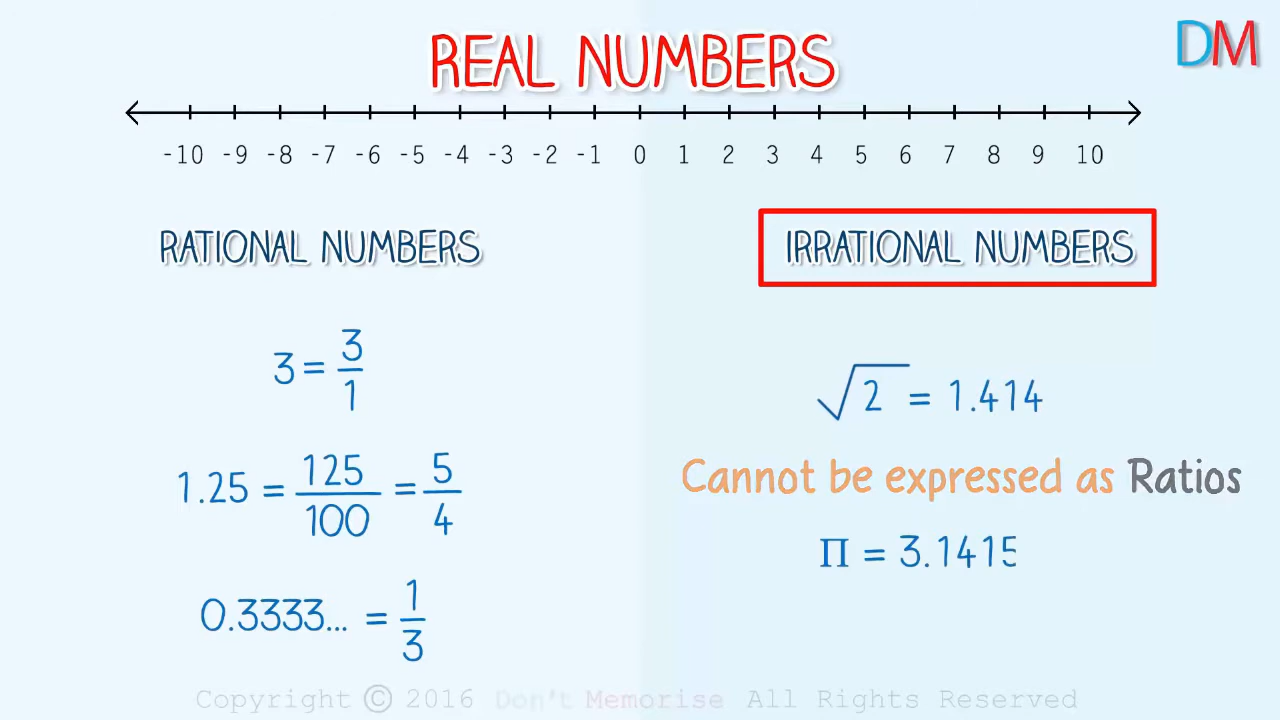 REAL NUMBERS
DM
-10 -9 -8 -7 -6 -5 -4 -3 -2 -1 0 1 2 3 4 5 6 7 8 9 10
RATIONAL NUMBERS
3 = 3/1
1.25 = 125/100 = 5/4
0.3333... = 1/3
IRRATIONAL NUMBERS
√2 = 1.414
Cannot be expressed as Ratios
Π = 3.1415
Copyright © 2016 Don't Memorise All Rights Reserved